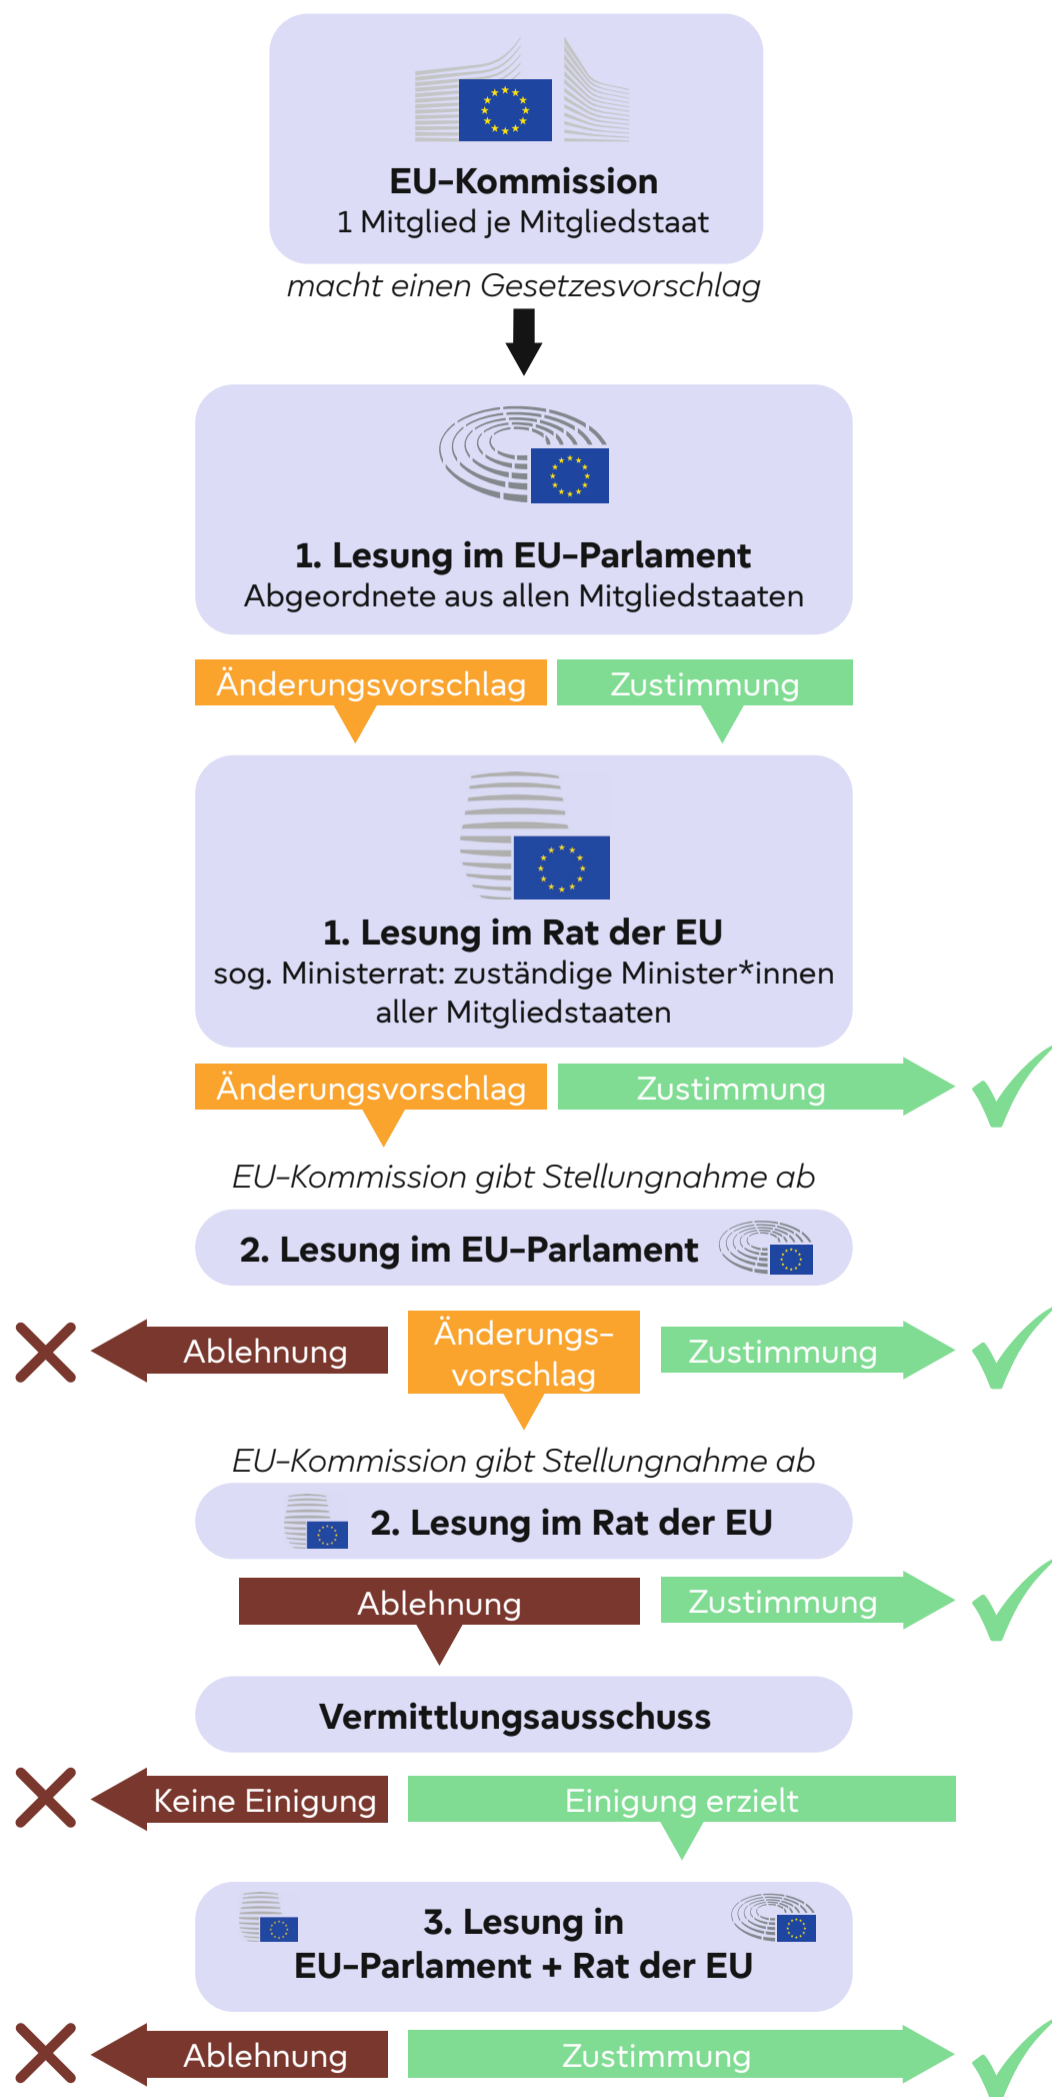 EU-Kommission
1 Mitglied je Mitgliedstaat
macht einen Gesetzesvorschlag
1. Lesung im EU-Parlament
Abgeordnete aus allen Mitgliedstaaten
Änderungsvorschlag
Zustimmung
1. Lesung im Rat der EU
sog. Ministerrat: zuständige Minister*innen
aller Mitgliedstaaten
Änderungsvorschlag
Zustimmung
EU-Kommission gibt Stellungnahme ab
2. Lesung im EU-Parlament
Ablehnung
Änderungs-
vorschlag
Zustimmung
EU-Kommission gibt Stellungnahme ab
2. Lesung im Rat der EU
Ablehnung
Zustimmung
Vermittlungsausschuss
Keine Einigung
Einigung erzielt
3. Lesung in
EU-Parlament + Rat der EU
Ablehnung
Zustimmung